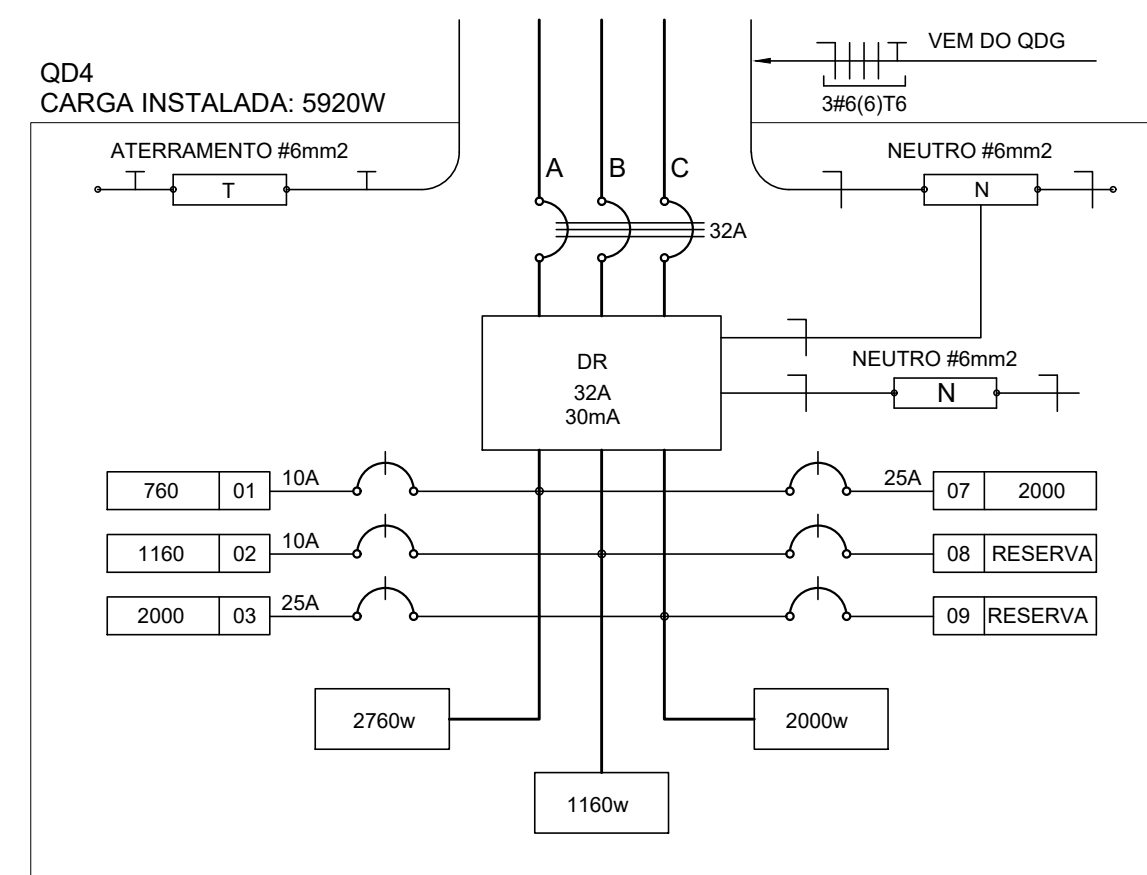 VEM DO QDG
3#6(6)T6
QD4
CARGA INSTALADA: 5920W
ATERRAMENTO #6mm2
T
A B C
NEUTRO #6mm2
N
32A
DR
32A
30mA
NEUTRO #6mm2
N
760 01 10A
25A 07 2000
1160 02 10A
08 RESERVA
2000 03 25A
09 RESERVA
2760w
2000w
1160w